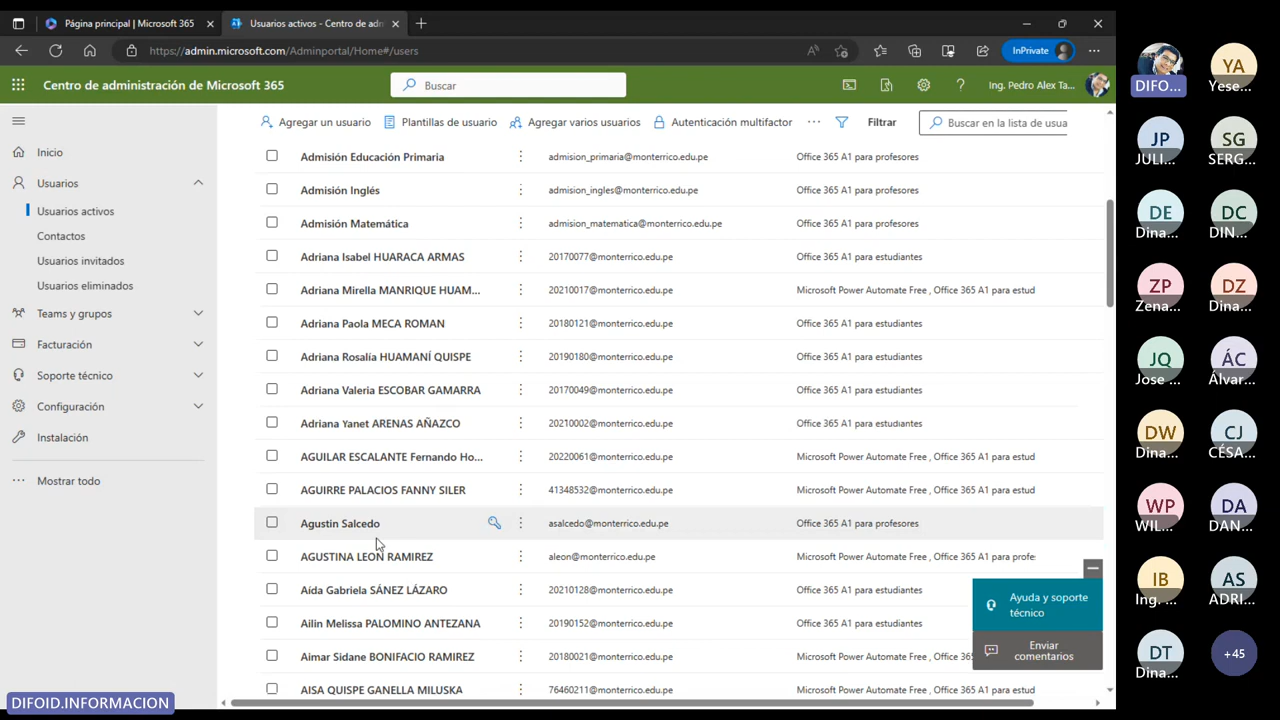 Página principal | Microsoft 365
Usuarios activos - Centro de adm
https://admin.microsoft.com/Adminportal/Home#/users
InPrivate
Centro de administración de Microsoft 365
Buscar
Ing. Pedro Alex Ta...
Agregar un usuario
Plantillas de usuario
Agregar varios usuarios
Autenticación multifactor
Filtrar
Buscar en la lista de usua
Inicio
Usuarios
Usuarios activos
Contactos
Usuarios invitados
Usuarios eliminados
Teams y grupos
Facturación
Soporte técnico
Configuración
Instalación
Mostrar todo
Admisión Educación Primaria admision_primaria@monterrico.edu.pe Office 365 A1 para profesores
Admisión Inglés admision_ingles@monterrico.edu.pe Office 365 A1 para profesores
Admisión Matemática admision_matematica@monterrico.edu.pe Office 365 A1 para profesores
Adriana Isabel HUARACA ARMAS 20170077@monterrico.edu.pe Office 365 A1 para estudiantes
Adriana Mirella MANRIQUE HUAM... 20210017@monterrico.edu.pe Microsoft Power Automate Free , Office 365 A1 para estud
Adriana Paola MECA ROMAN 20180121@monterrico.edu.pe Office 365 A1 para estudiantes
Adriana Rosalía HUAMANÍ QUISPE 20190180@monterrico.edu.pe Office 365 A1 para estudiantes
Adriana Valeria ESCOBAR GAMARRA 20170049@monterrico.edu.pe Office 365 A1 para estudiantes
Adriana Yanet ARENAS AÑAZCO 20210002@monterrico.edu.pe Office 365 A1 para estudiantes
AGUILAR ESCALANTE Fernando Ho... 20220061@monterrico.edu.pe Microsoft Power Automate Free , Office 365 A1 para estud
AGUIRRE PALACIOS FANNY SILER 41348532@monterrico.edu.pe Microsoft Power Automate Free , Office 365 A1 para estud
Agustin Salcedo asalcedo@monterrico.edu.pe Office 365 A1 para profesores
AGUSTINA LEON RAMIREZ aleon@monterrico.edu.pe Microsoft Power Automate Free , Office 365 A1 para profe
Aída Gabriela SÁNEZ LÁZARO 20210128@monterrico.edu.pe Office 365 A1 para estudiantes
Ailin Melissa PALOMINO ANTEZANA 20190152@monterrico.edu.pe Office 365 A1 para estudiantes
Aimar Sidane BONIFACIO RAMIREZ 20180021@monterrico.edu.pe Microsoft Power Automate Free , Office 36
AISA QUISPE GANELLA MILUSKA 76460211@monterrico.edu.pe Microsoft Power Automate Free , Office 365 A1 para estud
Ayuda y soporte
técnico
Enviar
comentarios
DIFOID.INFORMACION
DIFO...
YA
Yese...
JP
JULI...
SG
SERG...
DE
Dina...
DC
DIN...
ZP
Zena...
DZ
Dina...
JQ
Jose ...
ÁC
Álvar...
DW
Dina...
CJ
CÉSA...
WP
WIL...
DA
DAN...
IB
Ing. ...
AS
ADRI...
DT
Dina...
+45